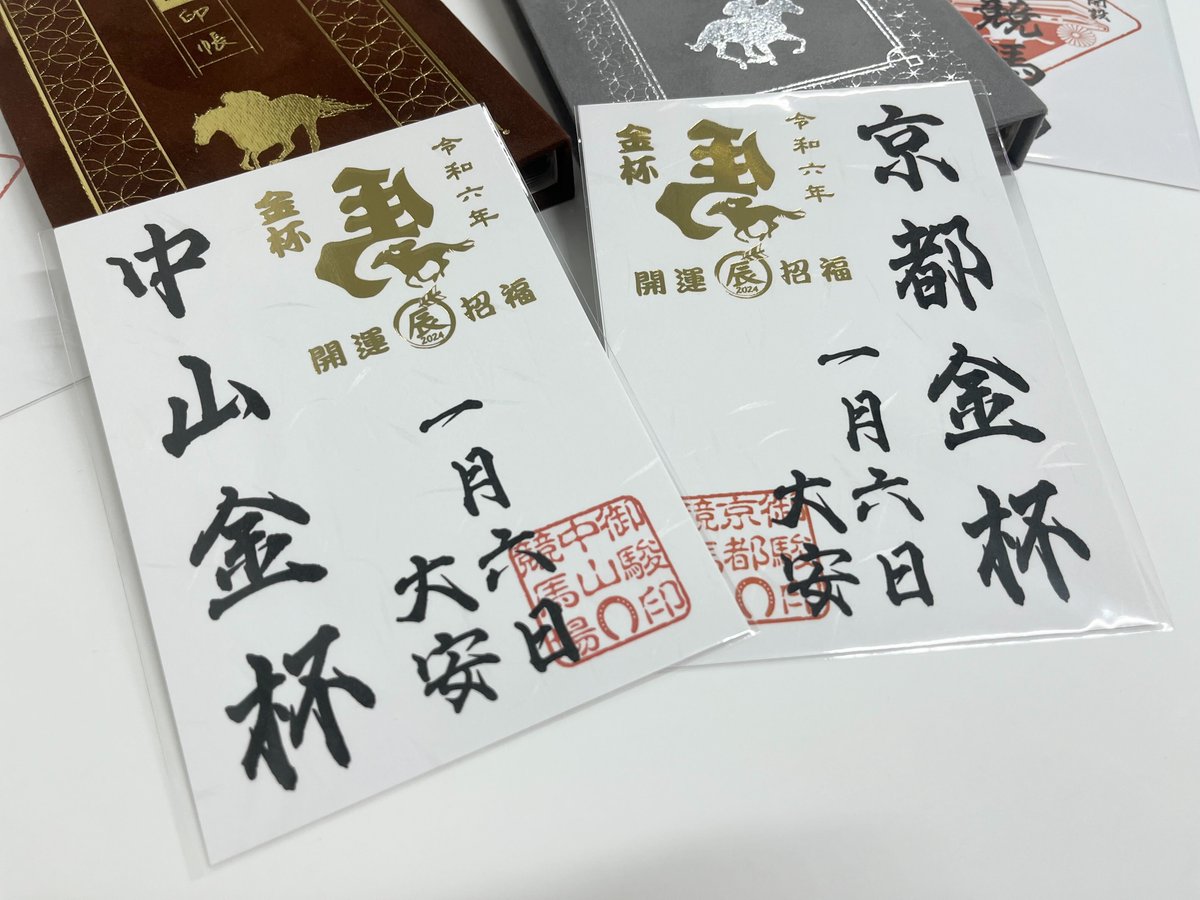 印帳
中山金杯
金杯
令和六年
開運辰招福
2024
一月六日
大安
御駿印
中山
競馬場
京都金杯
金杯
令和六年
開運辰招福
2024
一月六日
大安
御駿印
京都
競馬
競馬